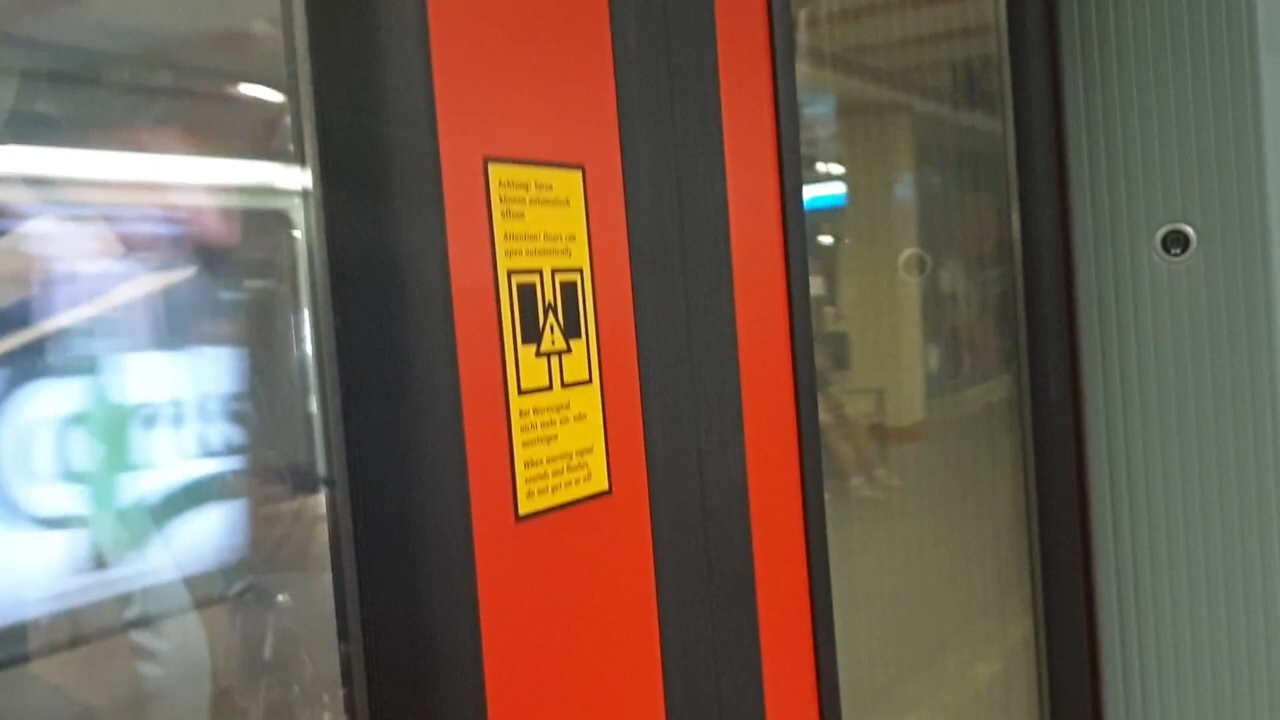 Achtung! Türen
können automatisch
öffnen
Attention! Doors can
open automatically
Bei Warnsignal
nicht mehr ein- oder
aussteigen
When warning signal
sounds and flashes,
do not get on or off